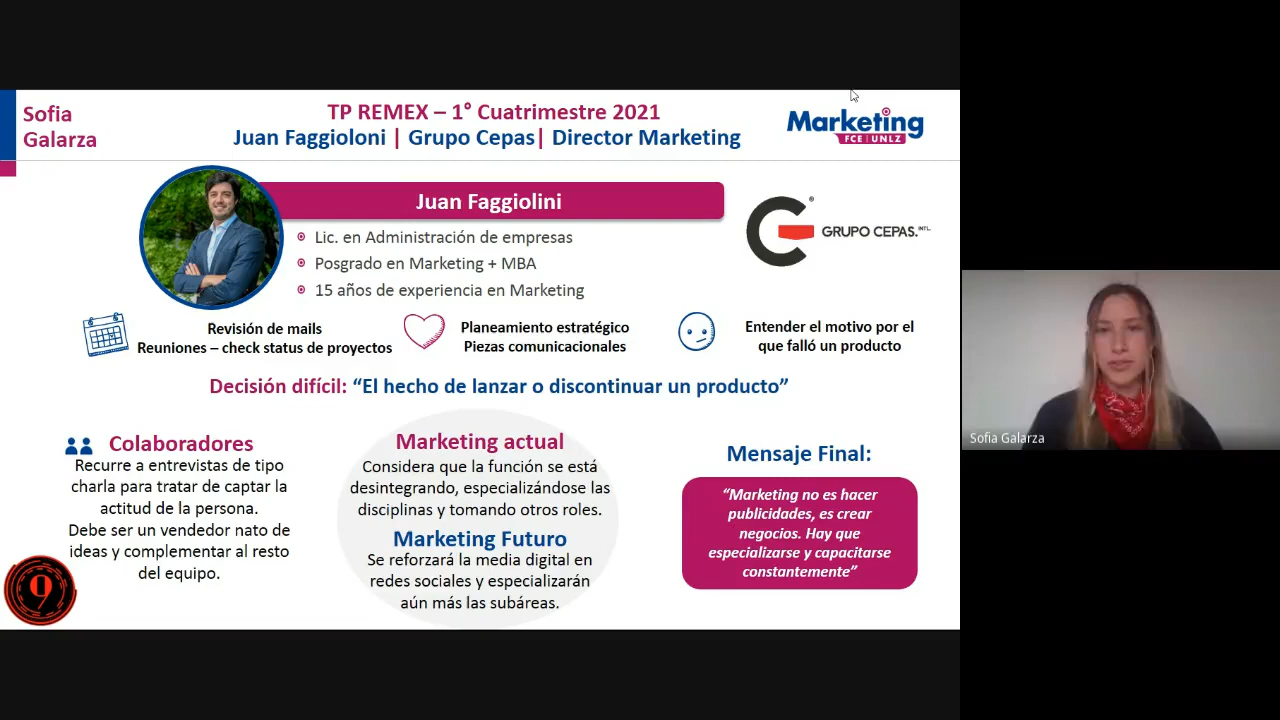 Sofia
Galarza
TP REMEX – 1° Cuatrimestre 2021
Juan Faggioloni | Grupo Cepas| Director Marketing
Marketing
FCE | UNLZ
Juan Faggiolini
Lic. en Administración de empresas
Posgrado en Marketing + MBA
15 años de experiencia en Marketing
GRUPO CEPAS. INTL.
Revisión de mails
Reuniones – check status de proyectos
Planeamiento estratégico
Piezas comunicacionales
Entender el motivo por el
que falló un producto
Decisión difícil: “El hecho de lanzar o discontinuar un producto”
Colaboradores
Recurre a entrevistas de tipo
charla para tratar de captar la
actitud de la persona.
Debe ser un vendedor nato de
ideas y complementar al resto
del equipo.
Marketing actual
Considera que la función se está
desintegrando, especializándose las
disciplinas y tomando otros roles.
Marketing Futuro
Se reforzará la media digital en
redes sociales y especializarán
aún más las subáreas.
Mensaje Final:
“Marketing no es hacer
publicidades, es crear
negocios. Hay que
especializarse y capacitarse
constantemente”
9
Sofia Galarza